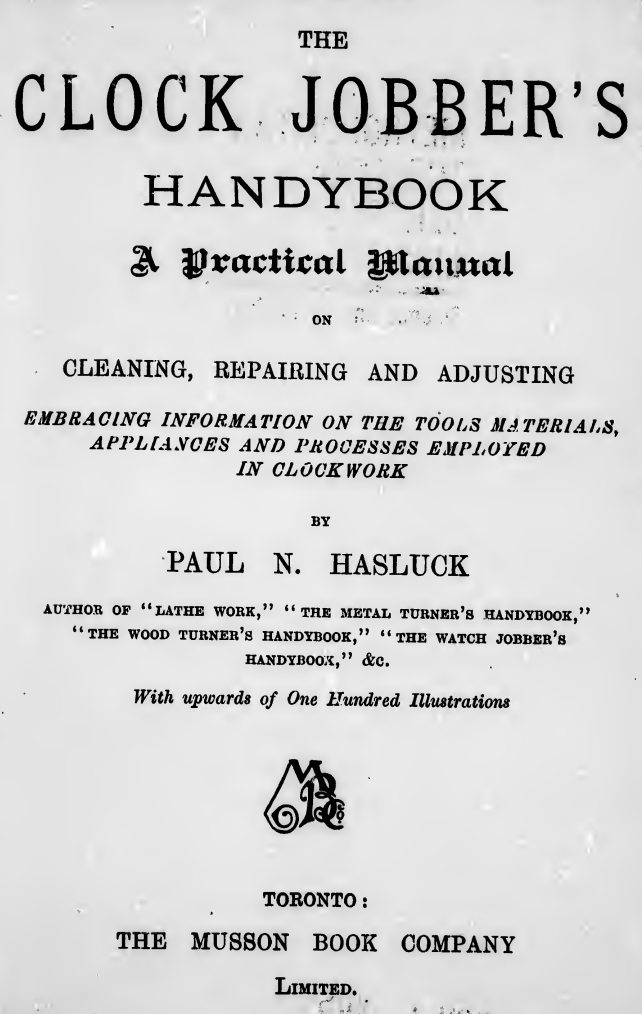 THE
CLOCK JOBBER'S
HANDYBOOK
A Practical Manual
ON
CLEANING, REPAIRING AND ADJUSTING
EMBRACING INFORMATION ON THE TOOLS MATERIALS,
APPLIANCES AND PROCESSES EMPLOYED
IN CLOCKWORK
BY
PAUL N. HASLUCK
AUTHOR OF "LATHE WORK," "THE METAL TURNER'S HANDYBOOK,"
"THE WOOD TURNER'S HANDYBOOK," "THE WATCH JOBBER'S
HANDYBOOK," &C.
With upwards of One Hundred Illustrations
MBCo.
TORONTO:
THE MUSSON BOOK COMPANY
LIMITED.